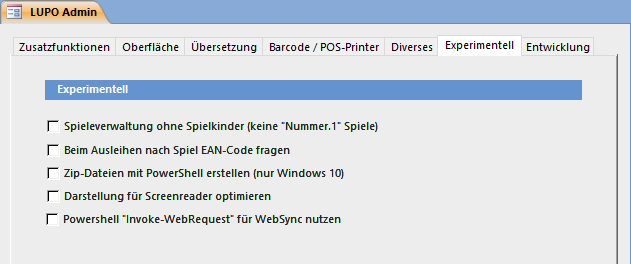 LUPO Admin
Zusatzfunktionen Oberfläche Übersetzung Barcode / POS-Printer Diverses Experimentell Entwicklung
Experimentell
Spieleverwaltung ohne Spielkinder (keine "Nummer.1" Spiele)
Beim Ausleihen nach Spiel EAN-Code fragen
Zip-Dateien mit PowerShell erstellen (nur Windows 10)
Darstellung für Screenreader optimieren
Powershell "Invoke-WebRequest" für WebSync nutzen